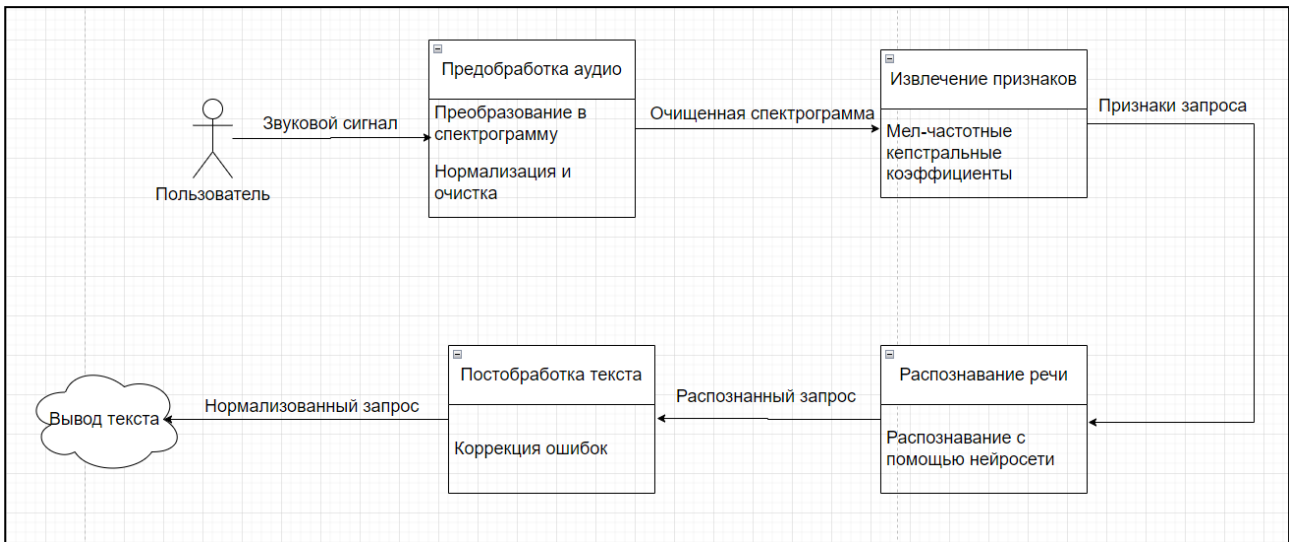 Пользователь
Звуковой сигнал
Предобработка аудио
Преобразование в
спектрограмму
Нормализация и
очистка
Очищенная спектрограмма
Извлечение признаков
Мел-частотные
кепстральные
коэффициенты
Признаки запроса
Распознавание речи
Распознавание с
помощью нейросети
Распознанный запрос
Постобработка текста
Коррекция ошибок
Нормализованный запрос
Вывод текста